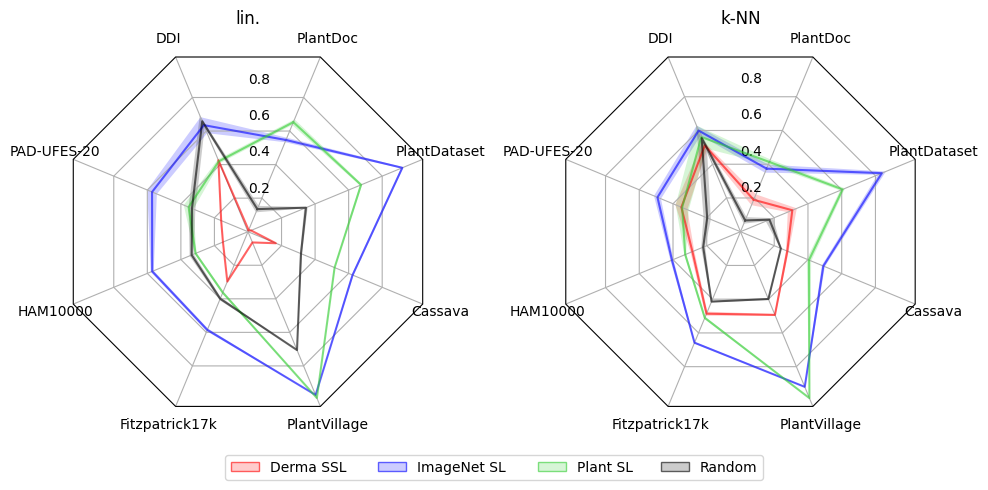 lin.
DDI
PlantDoc
PAD-UFES-20
PlantDataset
0.8
0.6
0.4
0.2
HAM10000
Cassava
Fitzpatrick17k
PlantVillage
k-NN
DDI
PlantDoc
PAD-UFES-20
PlantDataset
0.8
0.6
0.4
0.2
HAM10000
Cassava
Fitzpatrick17k
PlantVillage
Derma SSL
ImageNet SL
Plant SL
Random